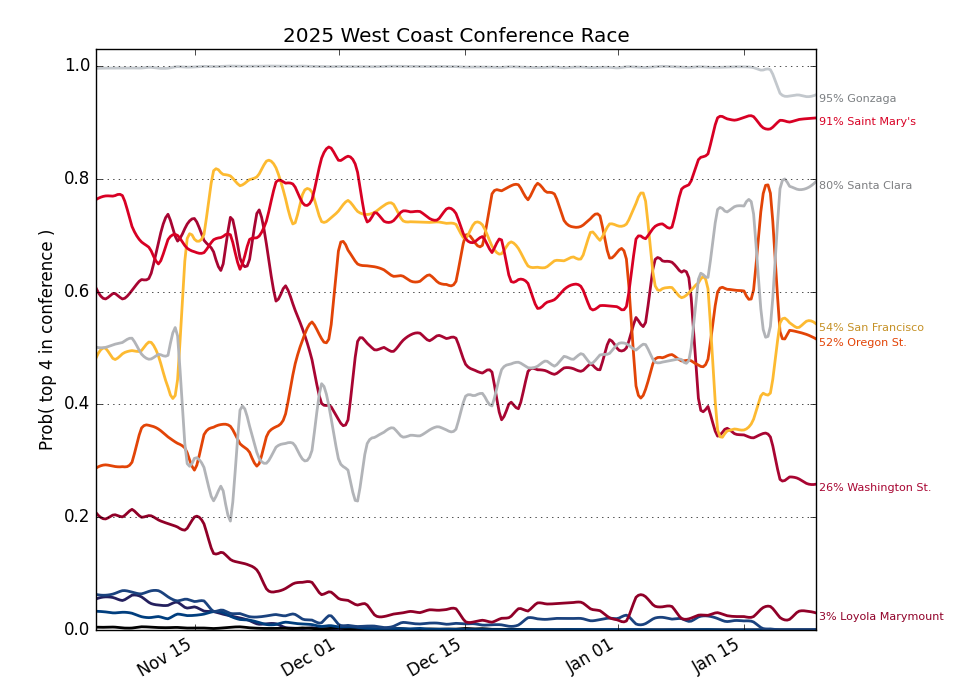 2025 West Coast Conference Race
Prob( top 4 in conference )
1.0
0.8
0.6
0.4
0.2
0.0
Nov 15
Dec 01
Dec 15
Jan 01
Jan 15
95% Gonzaga
91% Saint Mary's
80% Santa Clara
54% San Francisco
52% Oregon St.
26% Washington St.
3% Loyola Marymount